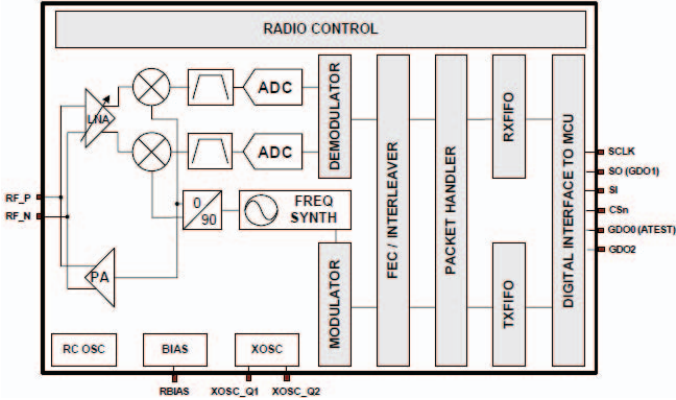 RADIO CONTROL
LNA
ADC
ADC
DEMODULATOR
FEC / INTERLEAVER
PACKET HANDLER
RXFIFO
DIGITAL INTERFACE TO MCU
SCLK
SO (GDO1)
SI
CSn
GDO0 (ATEST)
GDO2
RF_P
RF_N
0
90
FREQ
SYNTH
PA
MODULATOR
TXFIFO
RC OSC
BIAS
XOSC
RBIAS
XOSC_Q1
XOSC_Q2